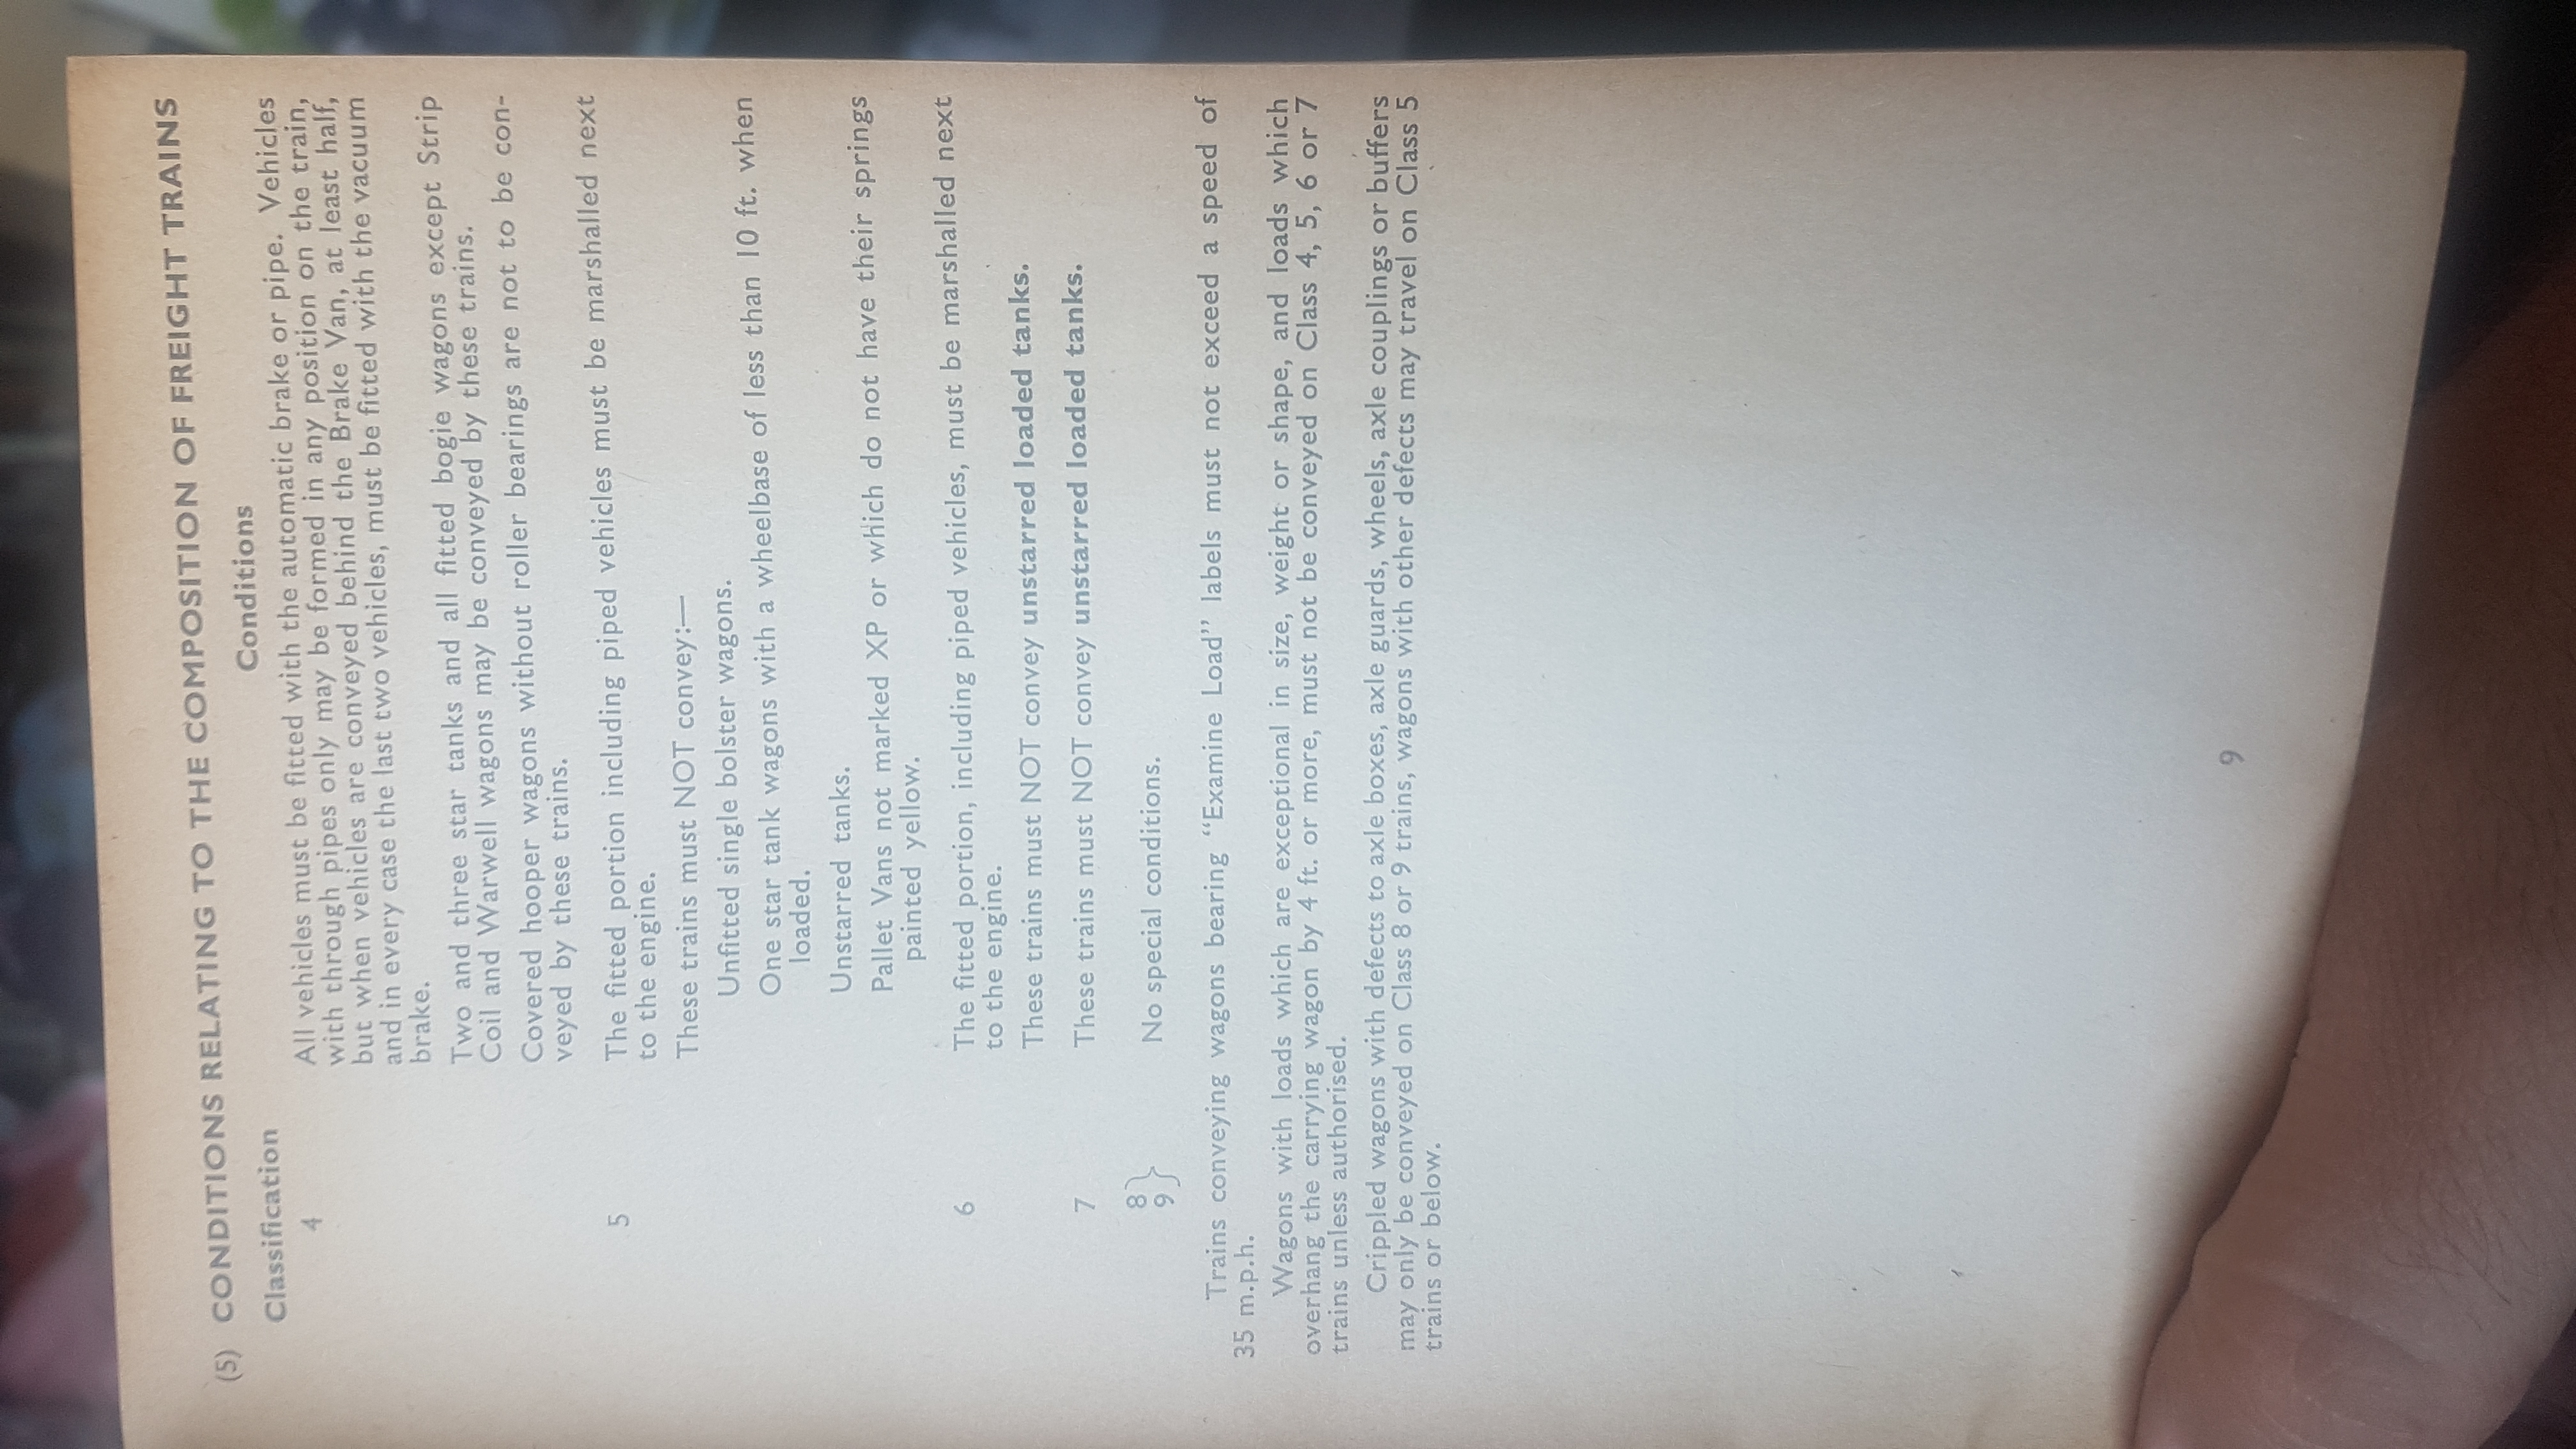 (5) CONDITIONS RELATING TO THE COMPOSITION OF FREIGHT TRAINS
Classification Conditions
4 All vehicles must be fitted with the automatic brake or pipe. Vehicles
with through pipes only may be formed in any position on the train,
but when vehicles are conveyed behind the Brake Van, at least half,
and in every case the last two vehicles, must be fitted with the vacuum
brake.
Two and three star tanks and all fitted bogie wagons except Strip
Coil and Warwell wagons may be conveyed by these trains.
Covered hooper wagons without roller bearings are not to be con-
veyed by these trains.
5 The fitted portion including piped vehicles must be marshalled next
to the engine.
These trains must NOT convey:—
Unfitted single bolster wagons.
One star tank wagons with a wheelbase of less than 10 ft. when
loaded.
Unstarred tanks.
Pallet Vans not marked XP or which do not have their springs
painted yellow.
6 The fitted portion, including piped vehicles, must be marshalled next
to the engine.
These trains must NOT convey unstarred loaded tanks.
7 These trains must NOT convey unstarred loaded tanks.
8
9 } No special conditions.
Trains conveying wagons bearing “Examine Load” labels must not exceed a speed of
35 m.p.h.
Wagons with loads which are exceptional in size, weight or shape, and loads which
overhang the carrying wagon by 4 ft. or more, must not be conveyed on Class 4, 5, 6 or 7
trains unless authorised.
Crippled wagons with defects to axle boxes, axle guards, wheels, axle couplings or buffers
may only be conveyed on Class 8 or 9 trains, wagons with other defects may travel on Class 5
trains or below.
9